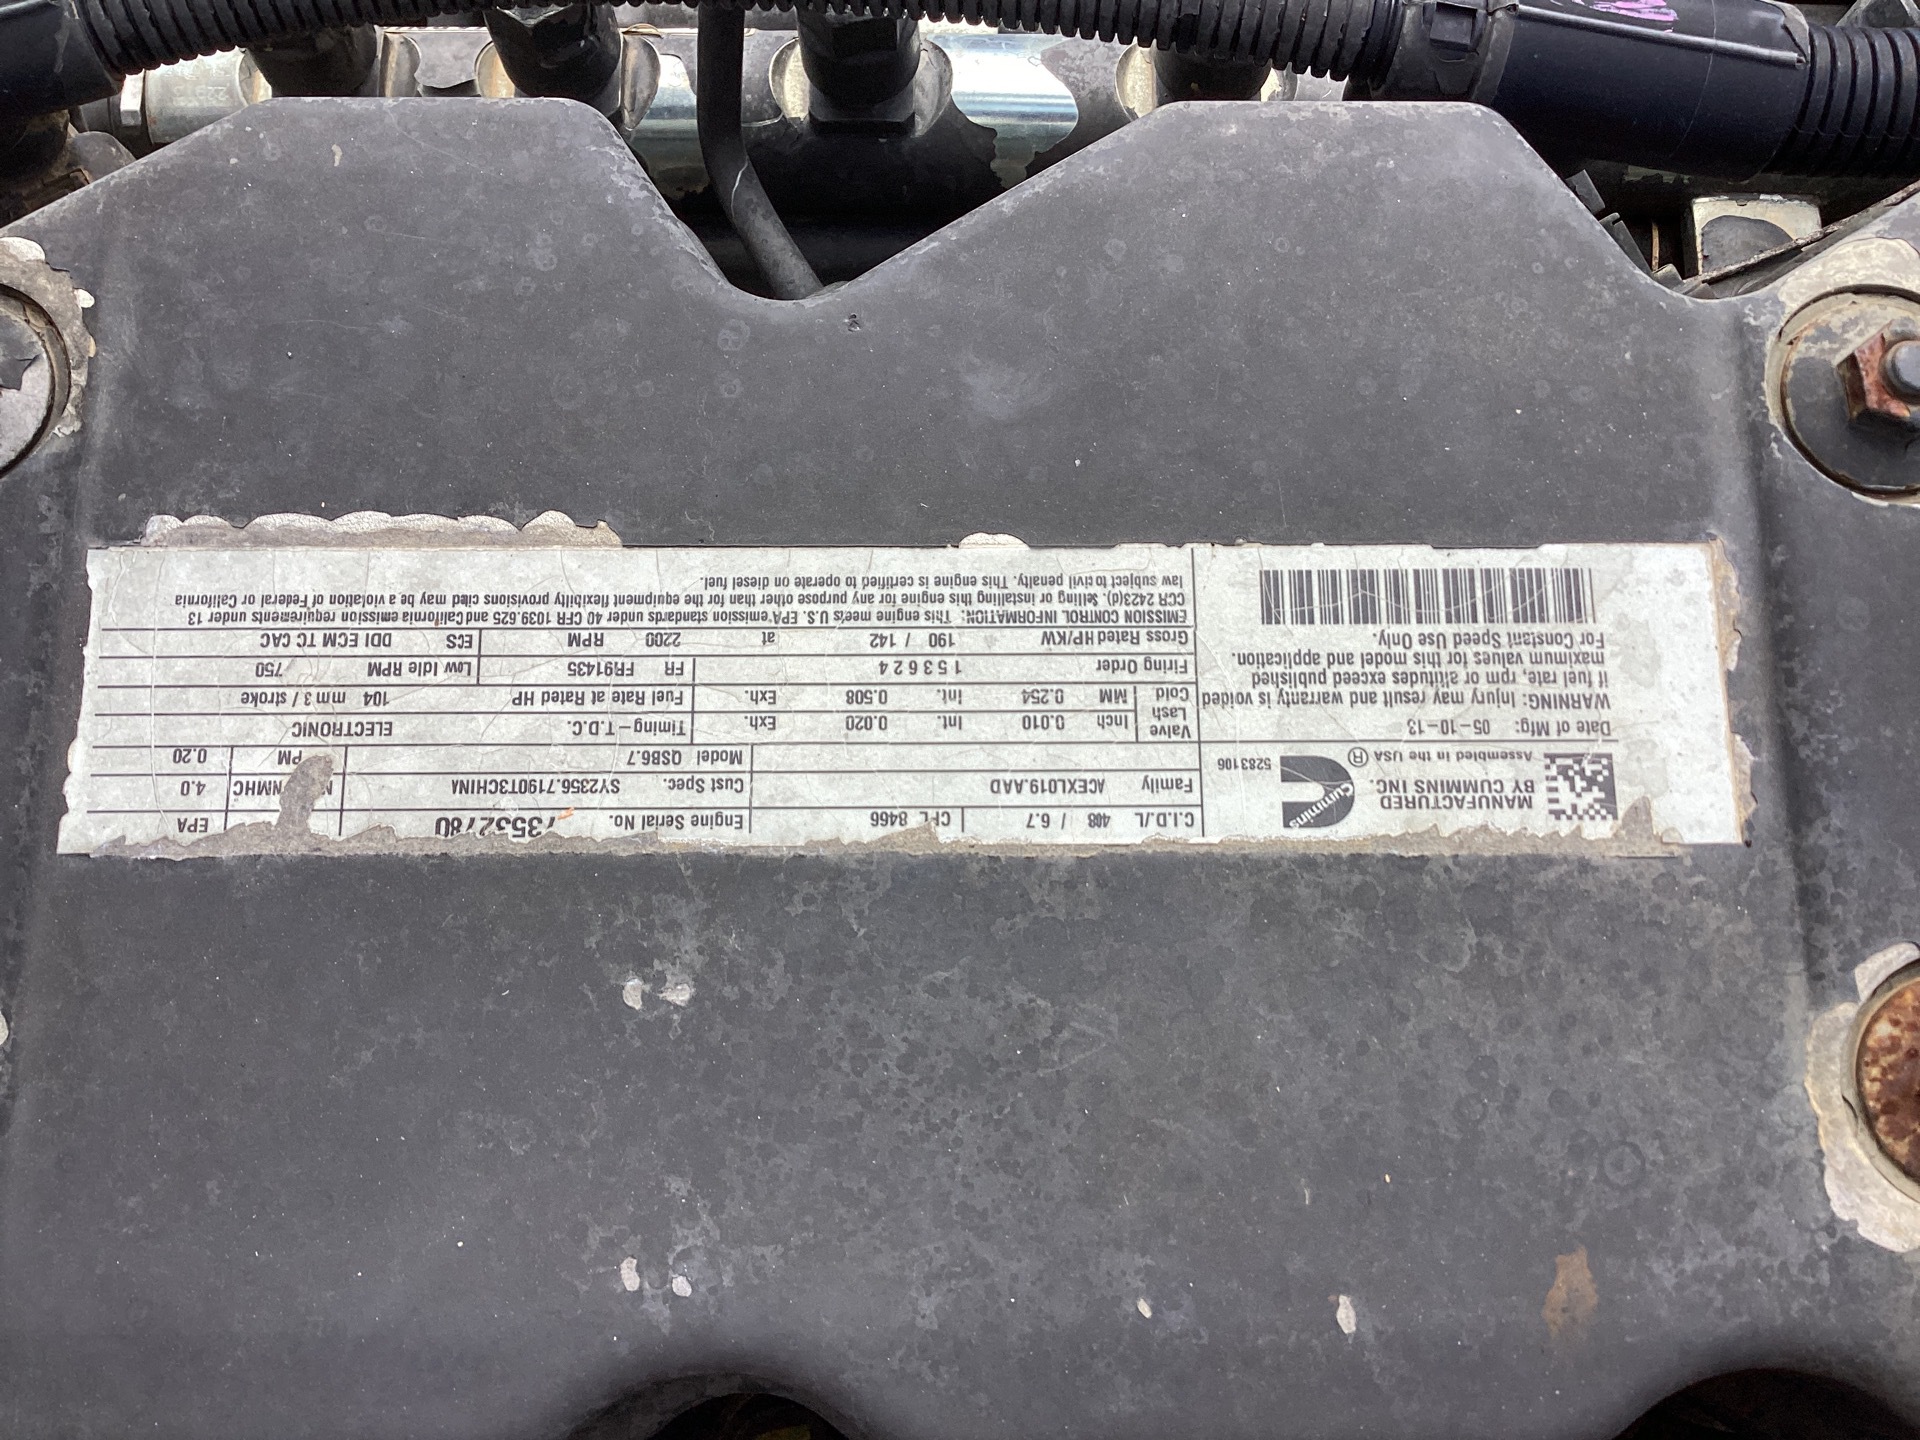 MANUFACTURED
BY CUMMINS INC.
Cummins
Assembled in the USA ®
5283106
Date of Mfg: 05-10-13
WARNING: Injury may result and warranty is voided
if fuel rate, rpm or altitudes exceed published
maximum values for this model and application.
For Constant Speed Use Only.
C.I.D./L 408 / 6.7 CPL 8466 Engine Serial No. 73532780 EPA
Family ACEXL019.AAD Cust Spec. SY2356.7190T3CHINA NMHC 4.0
Model QSB6.7 PM 0.20
Valve Lash Cold Inch 0.010 Int. 0.020 Exh. Timing-T.D.C. ELECTRONIC
MM 0.254 Int. 0.508 Exh. Fuel Rate at Rated HP 104 mm 3 / stroke
Firing Order 1 5 3 6 2 4 FR FR91435 Low Idle RPM 750
Gross Rated HP/KW 190 / 142 at 2200 RPM ECS DDI ECM TC CAC
EMISSION CONTROL INFORMATION: This engine meets U.S. EPA emission standards under 40 CFR 1039.625 and California emission requirements under 13
CCR 2423(d). Selling or installing this engine for any purpose other than for the equipment flexibility provisions cited may be a violation of Federal or California
law subject to civil penalty. This engine is certified to operate on diesel fuel.